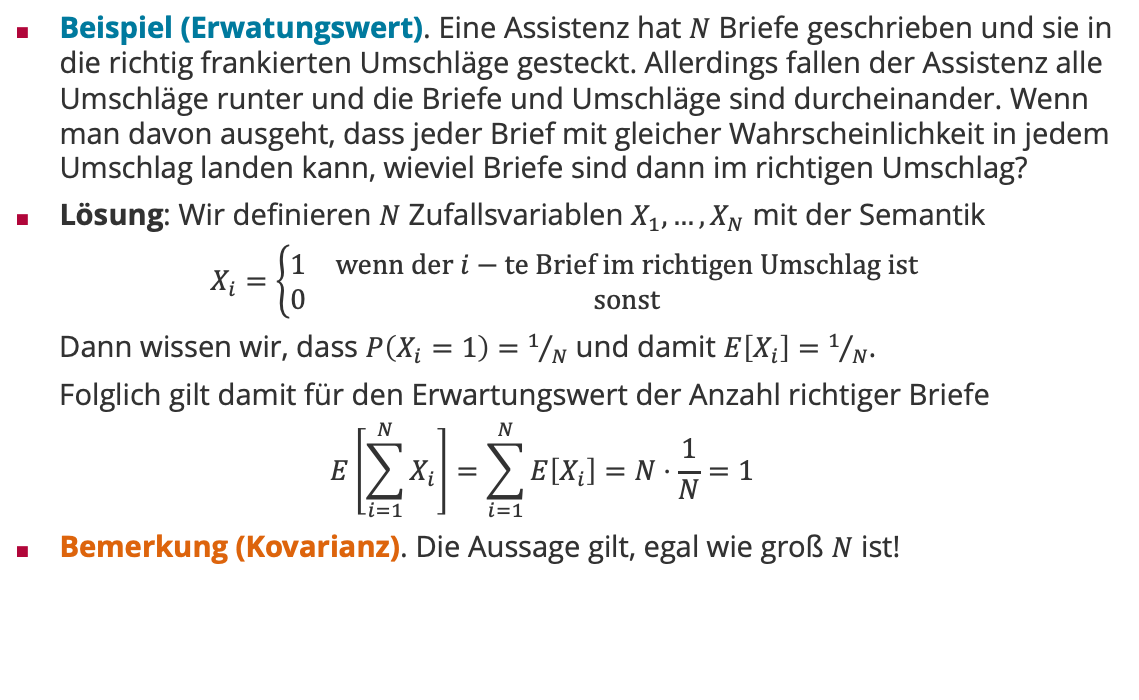 ▪ Beispiel (Erwatungswert). Eine Assistenz hat N Briefe geschrieben und sie in
die richtig frankierten Umschläge gesteckt. Allerdings fallen der Assistenz alle
Umschläge runter und die Briefe und Umschläge sind durcheinander. Wenn
man davon ausgeht, dass jeder Brief mit gleicher Wahrscheinlichkeit in jedem
Umschlag landen kann, wieviel Briefe sind dann im richtigen Umschlag?
▪ Lösung: Wir definieren N Zufallsvariablen X₁, … , X_N mit der Semantik
X_i = { 1 wenn der i − te Brief im richtigen Umschlag ist
0 sonst
Dann wissen wir, dass P(X_i = 1) = 1/N und damit E[X_i] = 1/N.
Folglich gilt damit für den Erwartungswert der Anzahl richtiger Briefe
E[∑_{i=1}^{N} X_i] = ∑_{i=1}^{N} E[X_i] = N · 1/N = 1
▪ Bemerkung (Kovarianz). Die Aussage gilt, egal wie groß N ist!